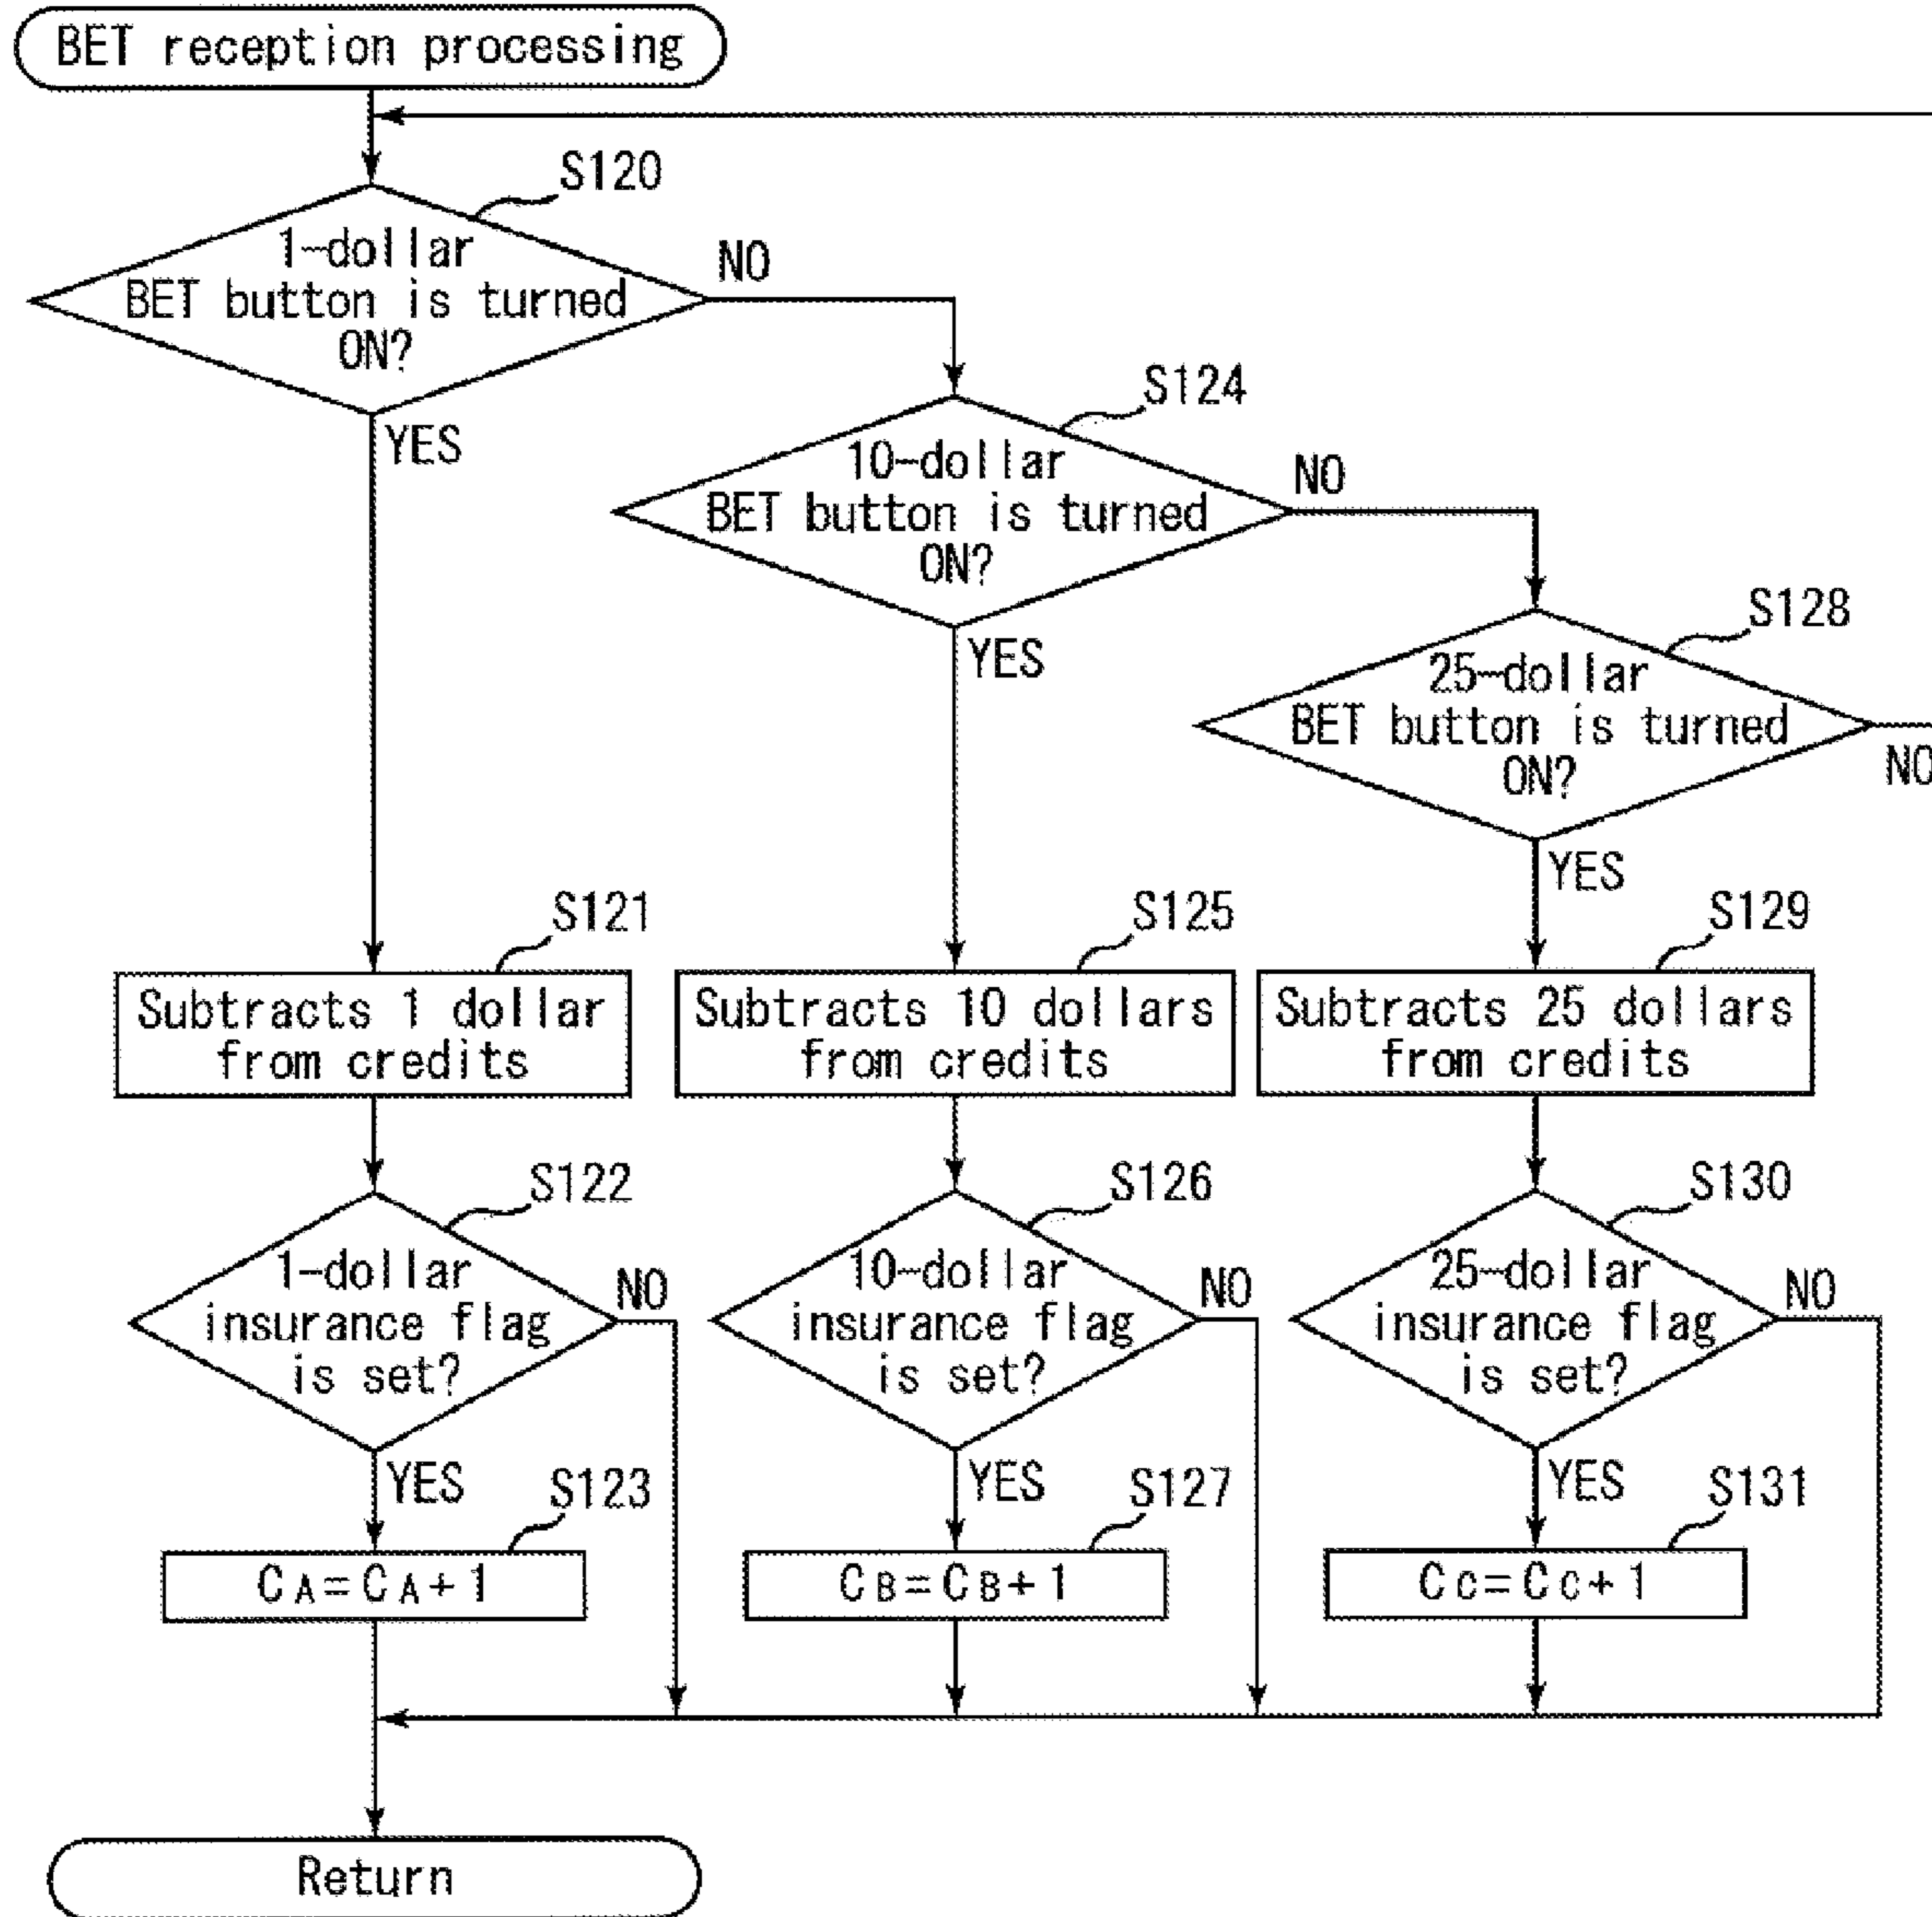 BET reception processing
S120
1-dollar
BET button is turned
ON?
NO
YES
S124
10-dollar
BET button is turned
ON?
NO
YES
S128
25-dollar
BET button is turned
ON?
NO
YES
S121
Subtracts 1 dollar
from credits
S125
Subtracts 10 dollars
from credits
S129
Subtracts 25 dollars
from credits
S122
1-dollar
insurance flag
is set?
NO
YES
S126
10-dollar
insurance flag
is set?
NO
YES
S130
25-dollar
insurance flag
is set?
NO
YES
S123
CA=CA+1
S127
CB=CB+1
S131
CC=CC+1
Return